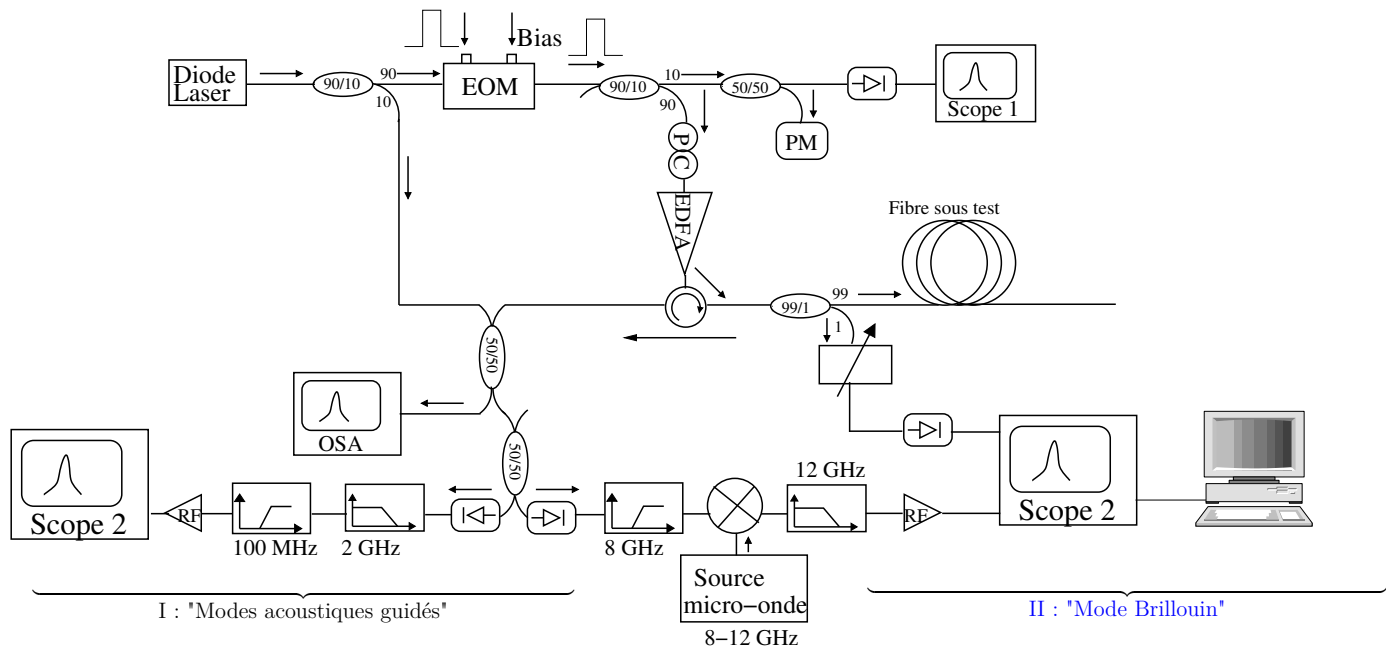 Bias
Diode
Laser
90/10
90
10
EOM
90/10
10
90
50/50
PM
Scope 1
PC
EDFA
Fibre sous test
99/1
99
1
50/50
OSA
50/50
Scope 2
RF
100 MHz
2 GHz
8 GHz
12 GHz
RF
Scope 2
Source
micro-onde
8-12 GHz
I : "Modes acoustiques guidés"
II : "Mode Brillouin"